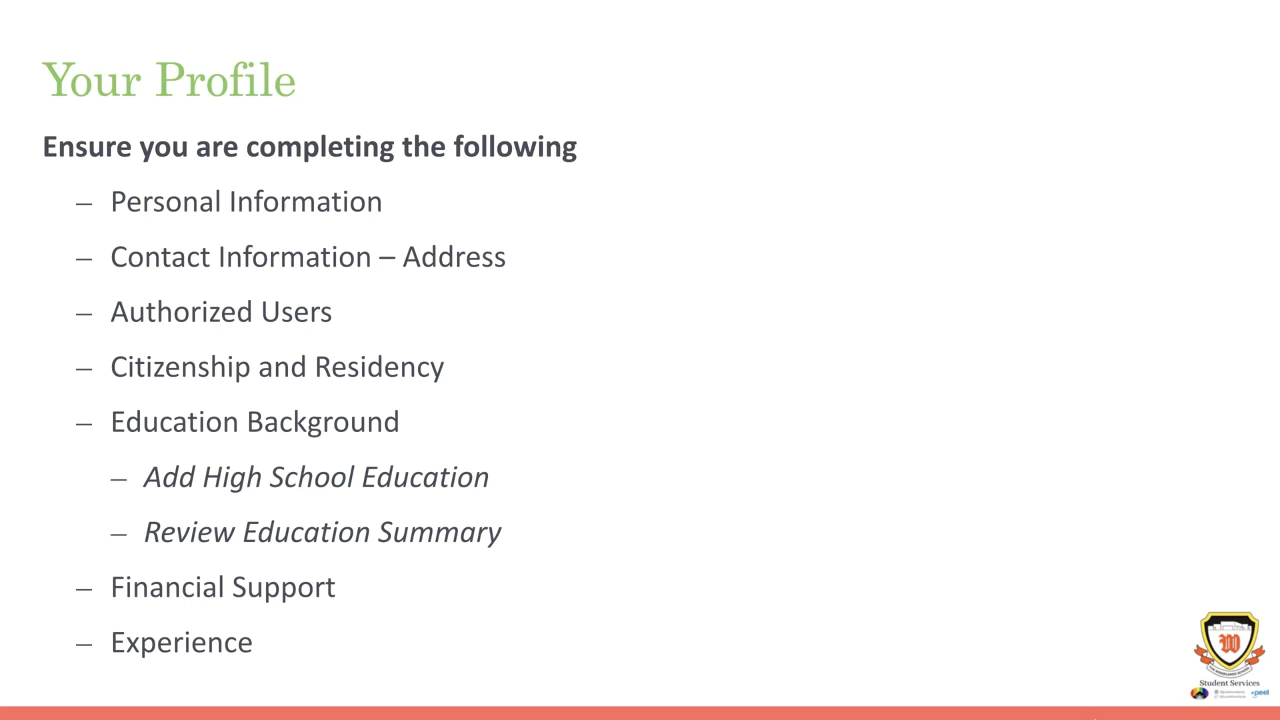 Your Profile
Ensure you are completing the following
– Personal Information
– Contact Information – Address
– Authorized Users
– Citizenship and Residency
– Education Background
– Add High School Education
– Review Education Summary
– Financial Support
– Experience
W
Student Services
peel